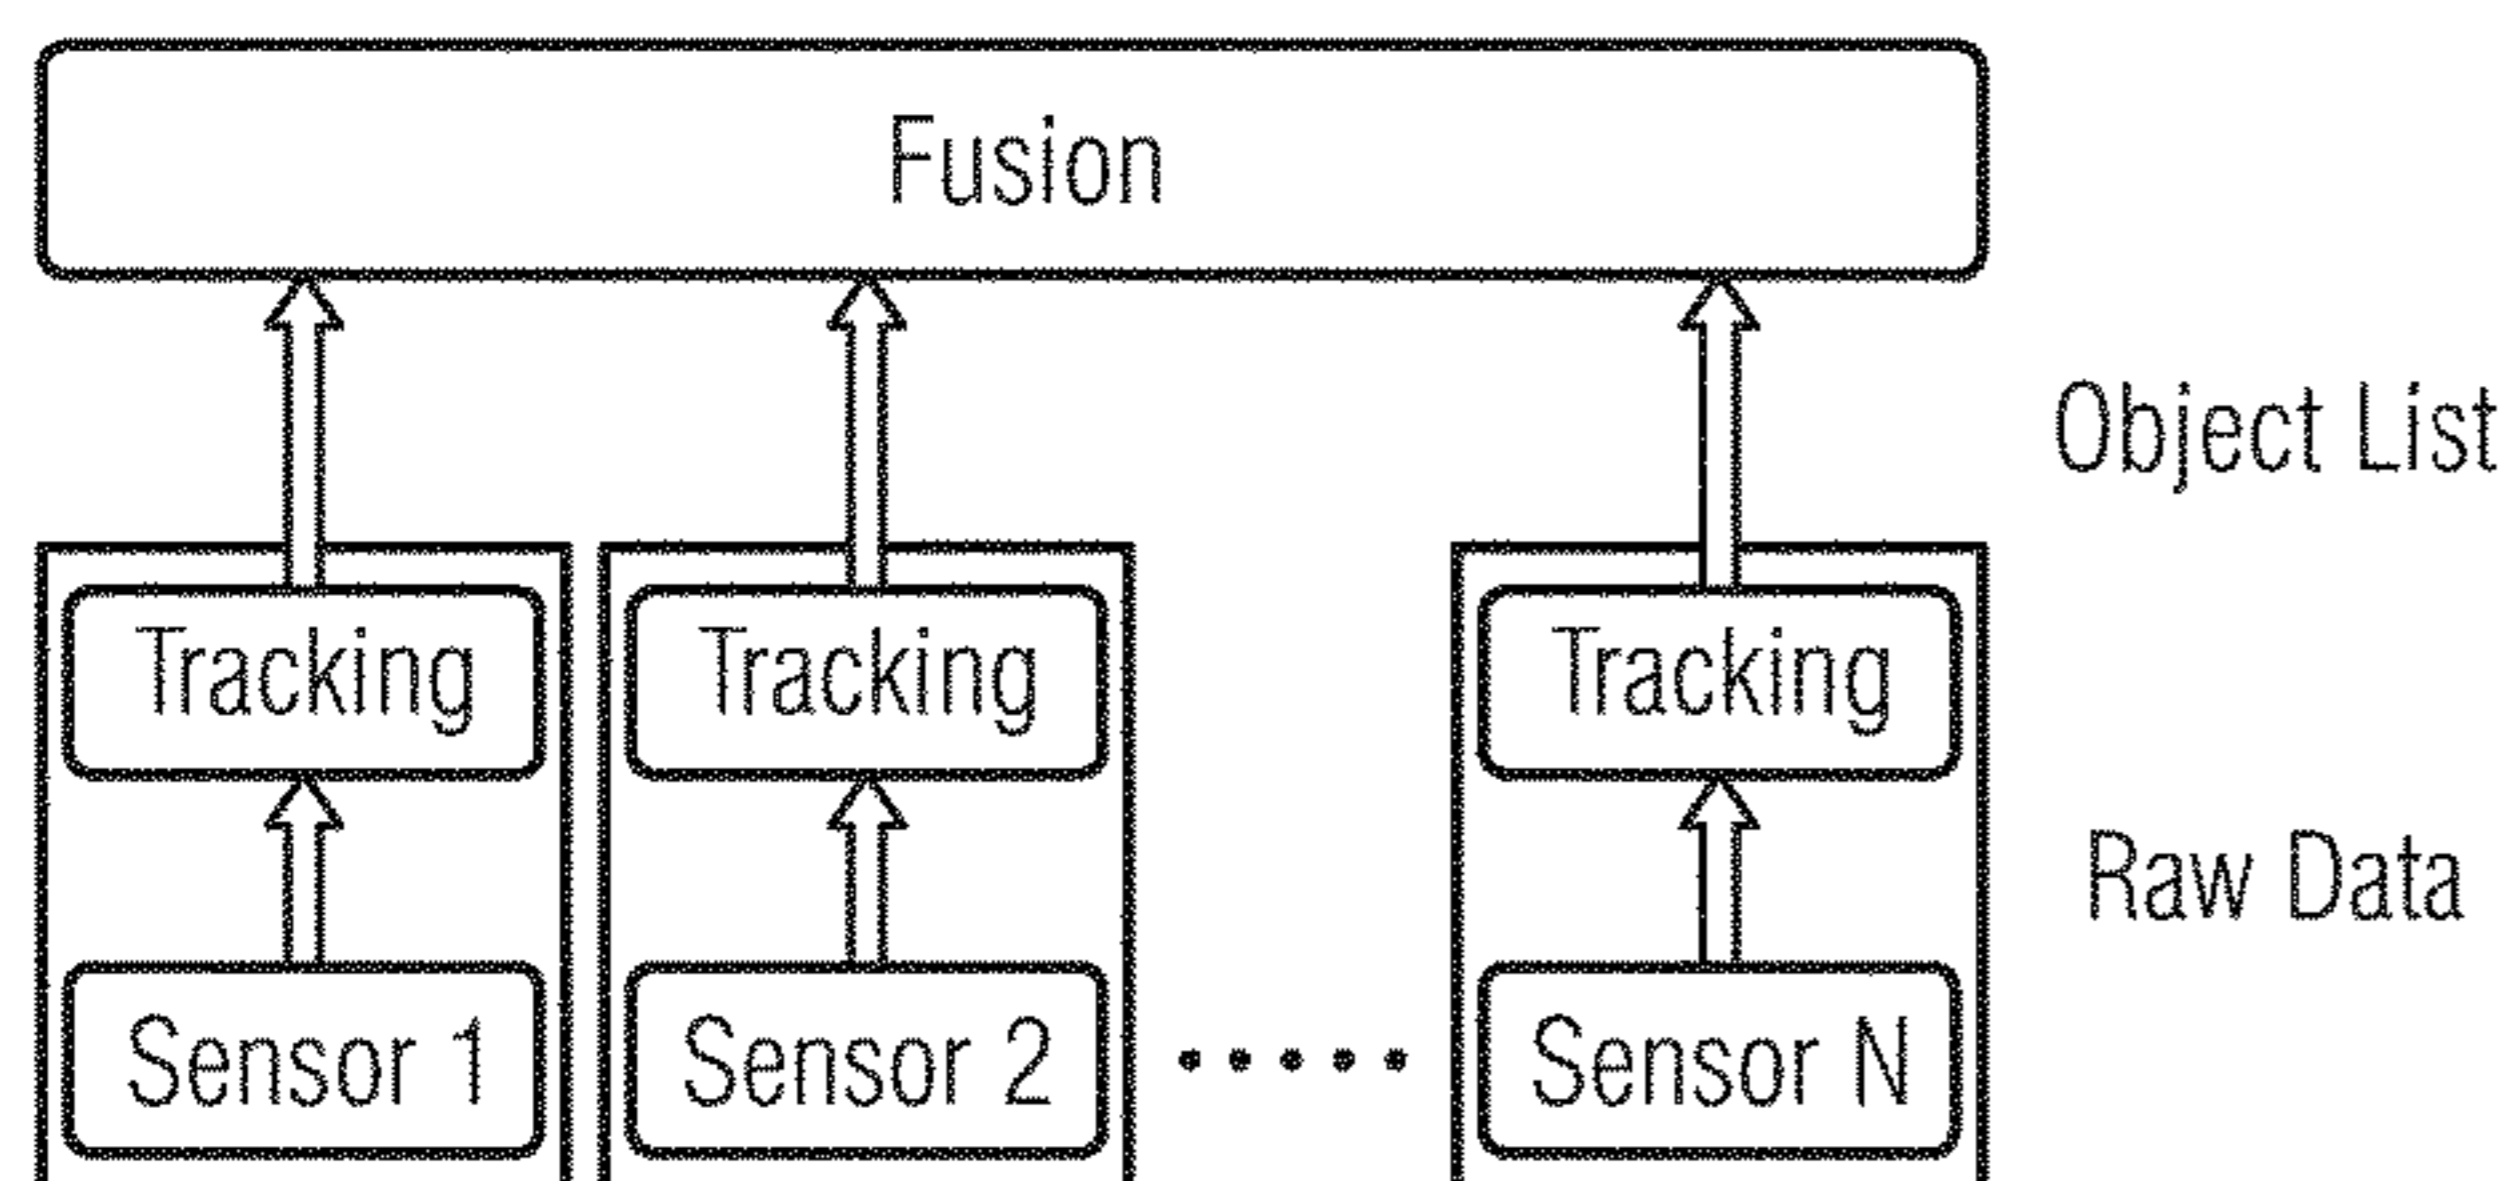 Fusion
Object List
Tracking Tracking Tracking
Raw Data
Sensor 1 Sensor 2 ..... Sensor N